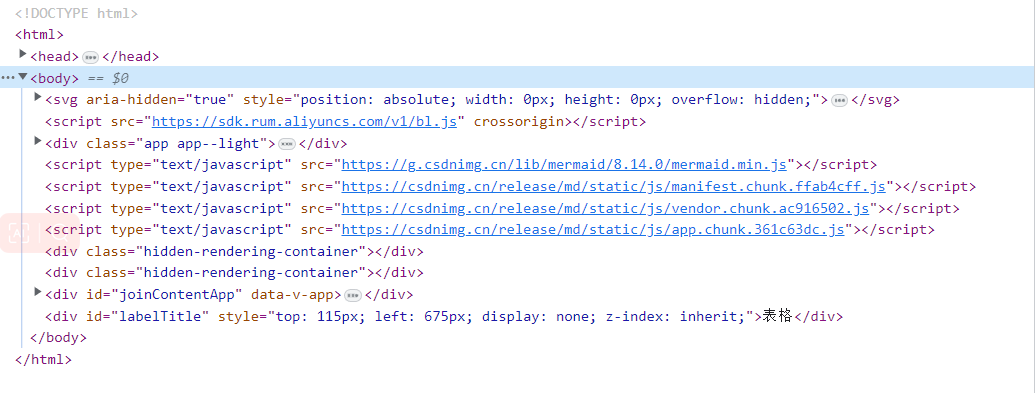 <!DOCTYPE html>
<html>
<head>…</head>
<body> == $0
<svg aria-hidden="true" style="position: absolute; width: 0px; height: 0px; overflow: hidden;">…</svg>
<script src="https://sdk.rum.aliyuncs.com/v1/bl.js" crossorigin></script>
<div class="app app--light">…</div>
<script type="text/javascript" src="https://g.csdnimg.cn/lib/mermaid/8.14.0/mermaid.min.js"></script>
<script type="text/javascript" src="https://csdnimg.cn/release/md/static/js/manifest.chunk.ffab4cff.js"></script>
<script type="text/javascript" src="https://csdnimg.cn/release/md/static/js/vendor.chunk.ac916502.js"></script>
<script type="text/javascript" src="https://csdnimg.cn/release/md/static/js/app.chunk.361c63dc.js"></script>
<div class="hidden-rendering-container"></div>
<div class="hidden-rendering-container"></div>
<div id="joinContentApp" data-v-app>…</div>
<div id="labelTitle" style="top: 115px; left: 675px; display: none; z-index: inherit;">表格</div>
</body>
</html>